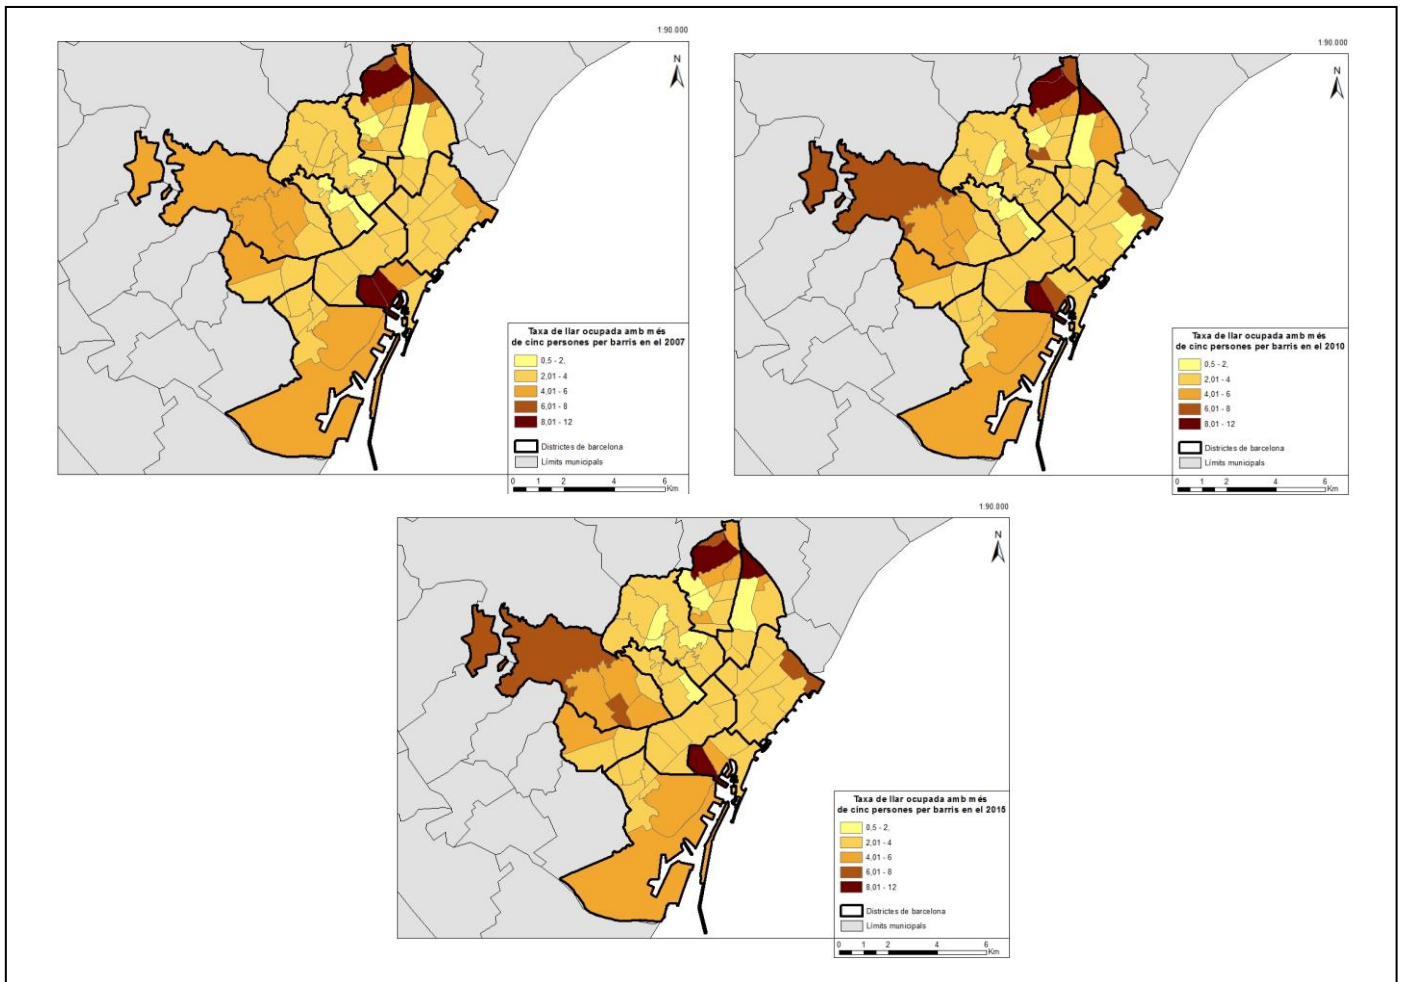 1:90.000
N
Taxa de llar ocupada amb més
de cinc persones per barris en el 2007
0,5 - 2,
2,01 - 4
4,01 - 6
6,01 - 8
8,01 - 12
Districtes de barcelona
Límits municipals
0 1 2 4 6
Km
1:90.000
N
Taxa de llar ocupada amb més
de cinc persones per barris en el 2010
0,5 - 2,
2,01 - 4
4,01 - 6
6,01 - 8
8,01 - 12
Districtes de barcelona
Límits municipals
0 1 2 4 6
Km
1:90.000
N
Taxa de llar ocupada amb més
de cinc persones per barris en el 2015
0,5 - 2,
2,01 - 4
4,01 - 6
6,01 - 8
8,01 - 12
Districtes de barcelona
Límits municipals
0 1 2 4 6
Km